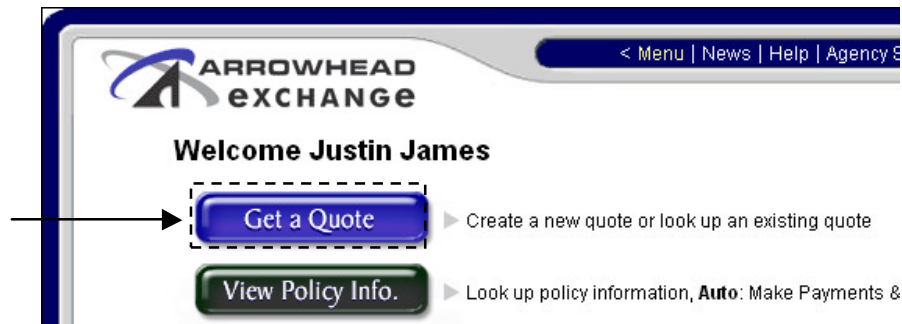 ARROWHEAD
exchange
< Menu | News | Help | Agency S
Welcome Justin James
Get a Quote
Create a new quote or look up an existing quote
View Policy Info.
Look up policy information, Auto: Make Payments &